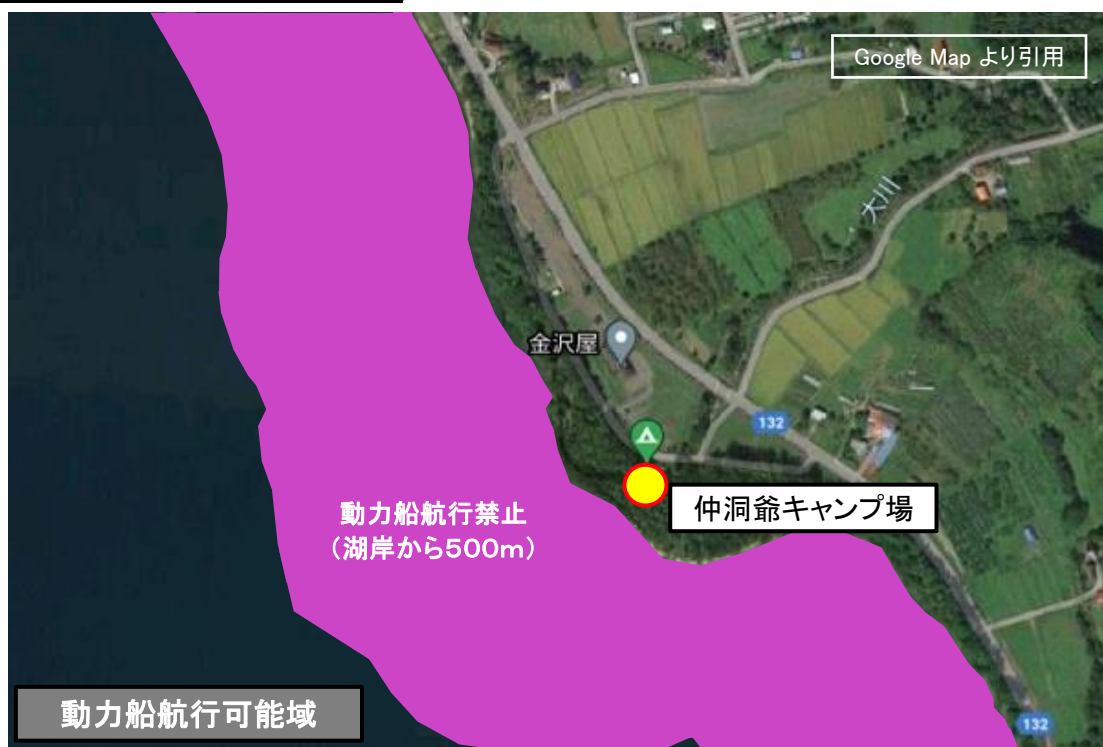 Google Map より引用
大川
金沢屋
132
仲洞爺キャンプ場
動力船航行禁止
（湖岸から500m）
動力船航行可能域
132